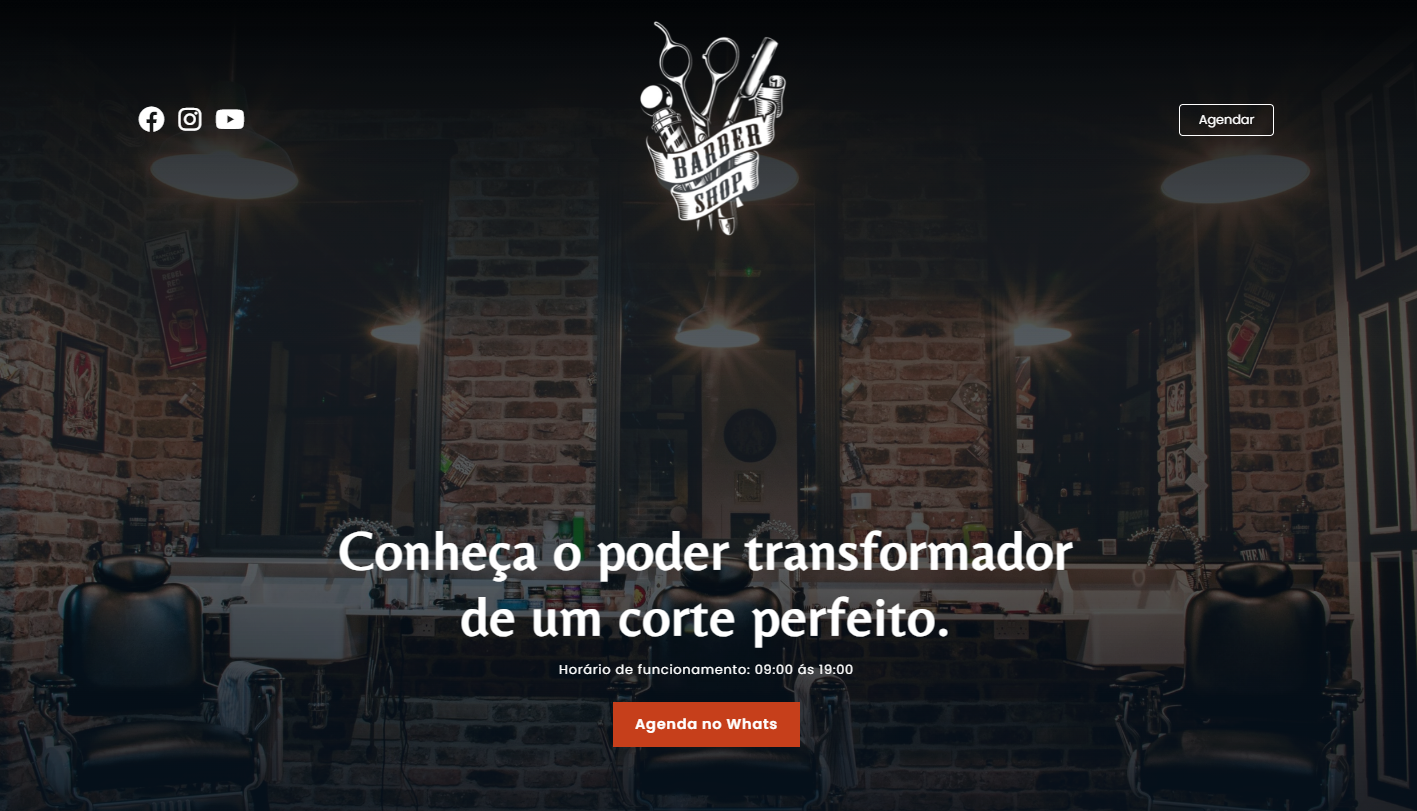 BARBER
SHOP
Agendar
Conheça o poder transformador
de um corte perfeito.
Horário de funcionamento: 09:00 ás 19:00
Agenda no Whats